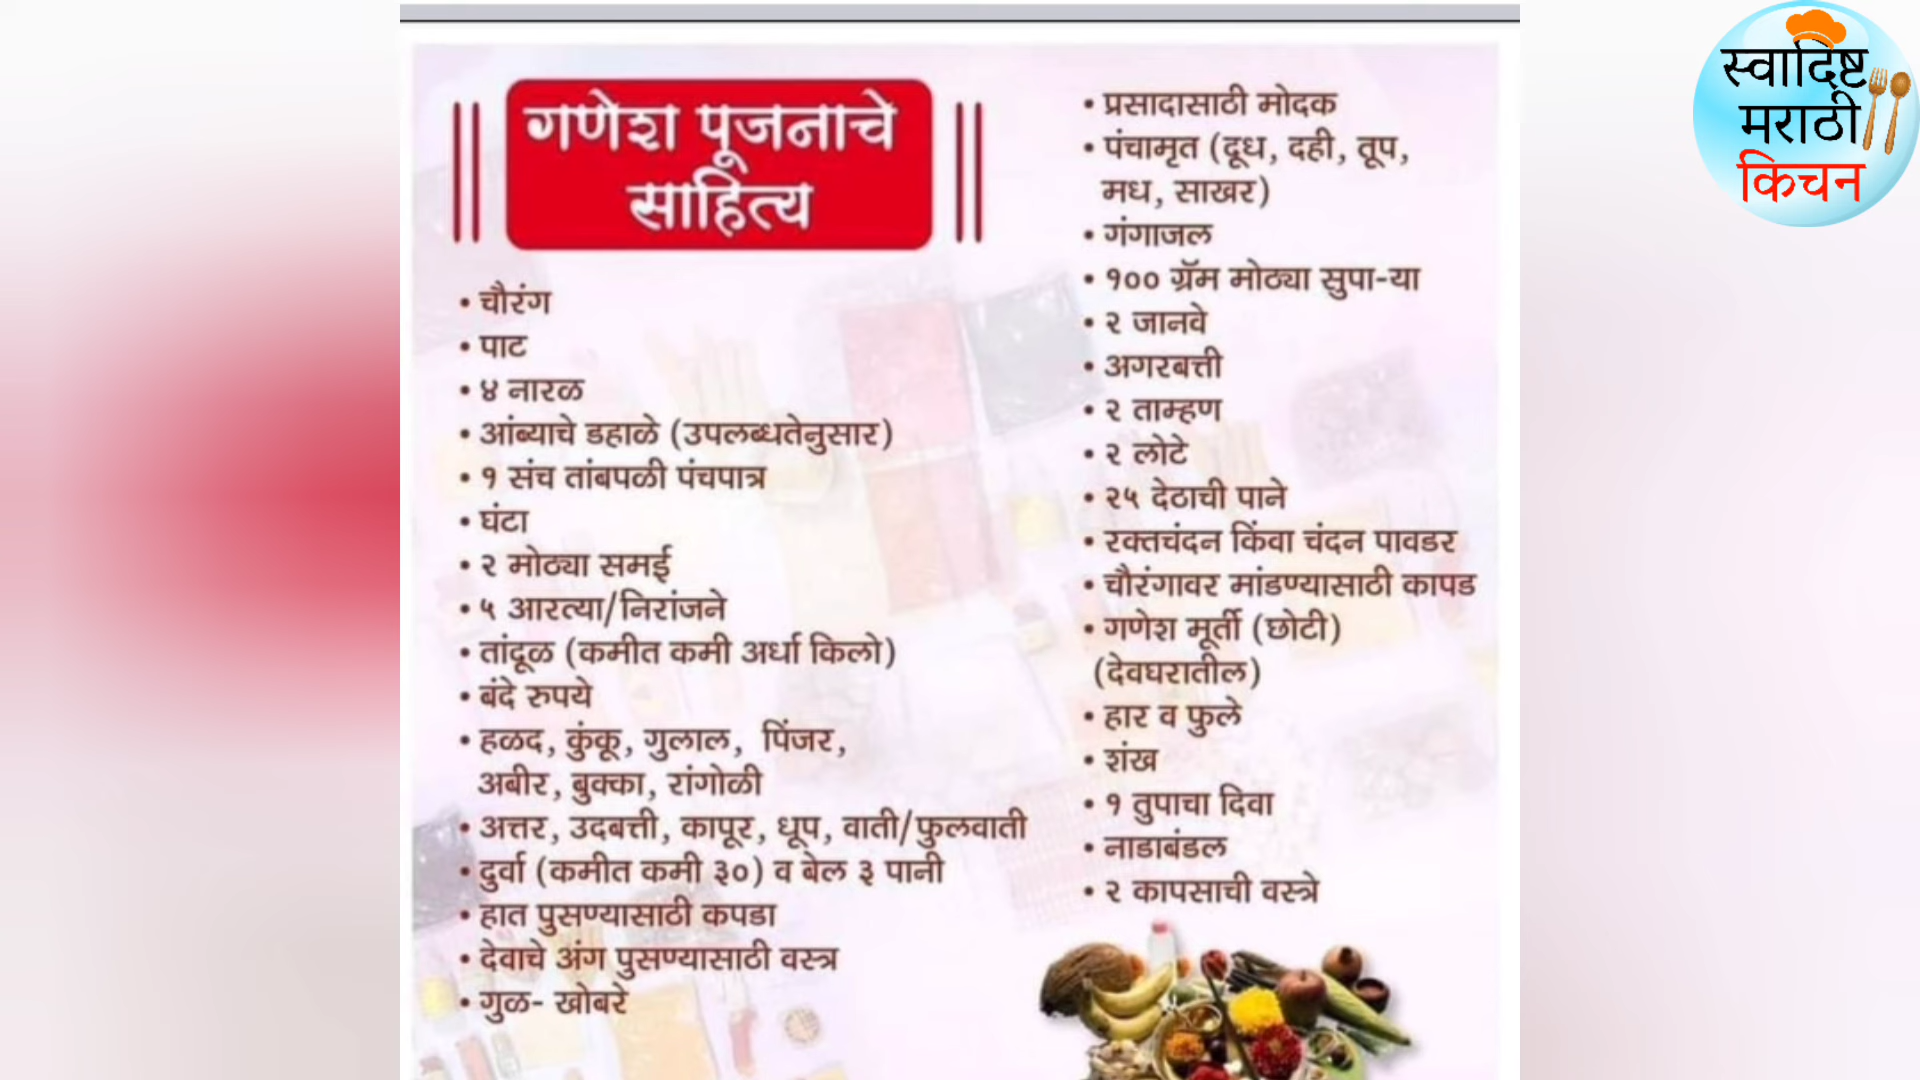 गणेश पूजनाचे
साहित्य
• चौरंग
• पाट
• ४ नारळ
• आंब्याचे डहाळे (उपलब्धतेनुसार)
• १ संच तांबपळी पंचपात्र
• घंटा
• २ मोठ्या समई
• ५ आरत्या/निरांजने
• तांदूळ (कमीत कमी अर्धा किलो)
• बंदे रुपये
• हळद, कुंकू, गुलाल, पिंजर,
अबीर, बुक्का, रांगोळी
• अत्तर, उदबत्ती, कापूर, धूप, वाती/फुलवाती
• दुर्वा (कमीत कमी ३०) व बेल ३ पानी
• हात पुसण्यासाठी कपडा
• देवाचे अंग पुसण्यासाठी वस्त्र
• गुळ- खोबरे
• प्रसादासाठी मोदक
• पंचामृत (दूध, दही, तूप,
मध, साखर)
• गंगाजल
• १०० ग्रॅम मोठ्या सुपा-या
• २ जानवे
• अगरबत्ती
• २ ताम्हण
• २ लोटे
• २५ देठाची पाने
• रक्तचंदन किंवा चंदन पावडर
• चौरंगावर मांडण्यासाठी कापड
• गणेश मूर्ती (छोटी)
(देवघरातील)
• हार व फुले
• शंख
• १ तुपाचा दिवा
• नाडाबंडल
• २ कापसाची वस्त्रे
स्वादिष्ट
मराठी
किचन